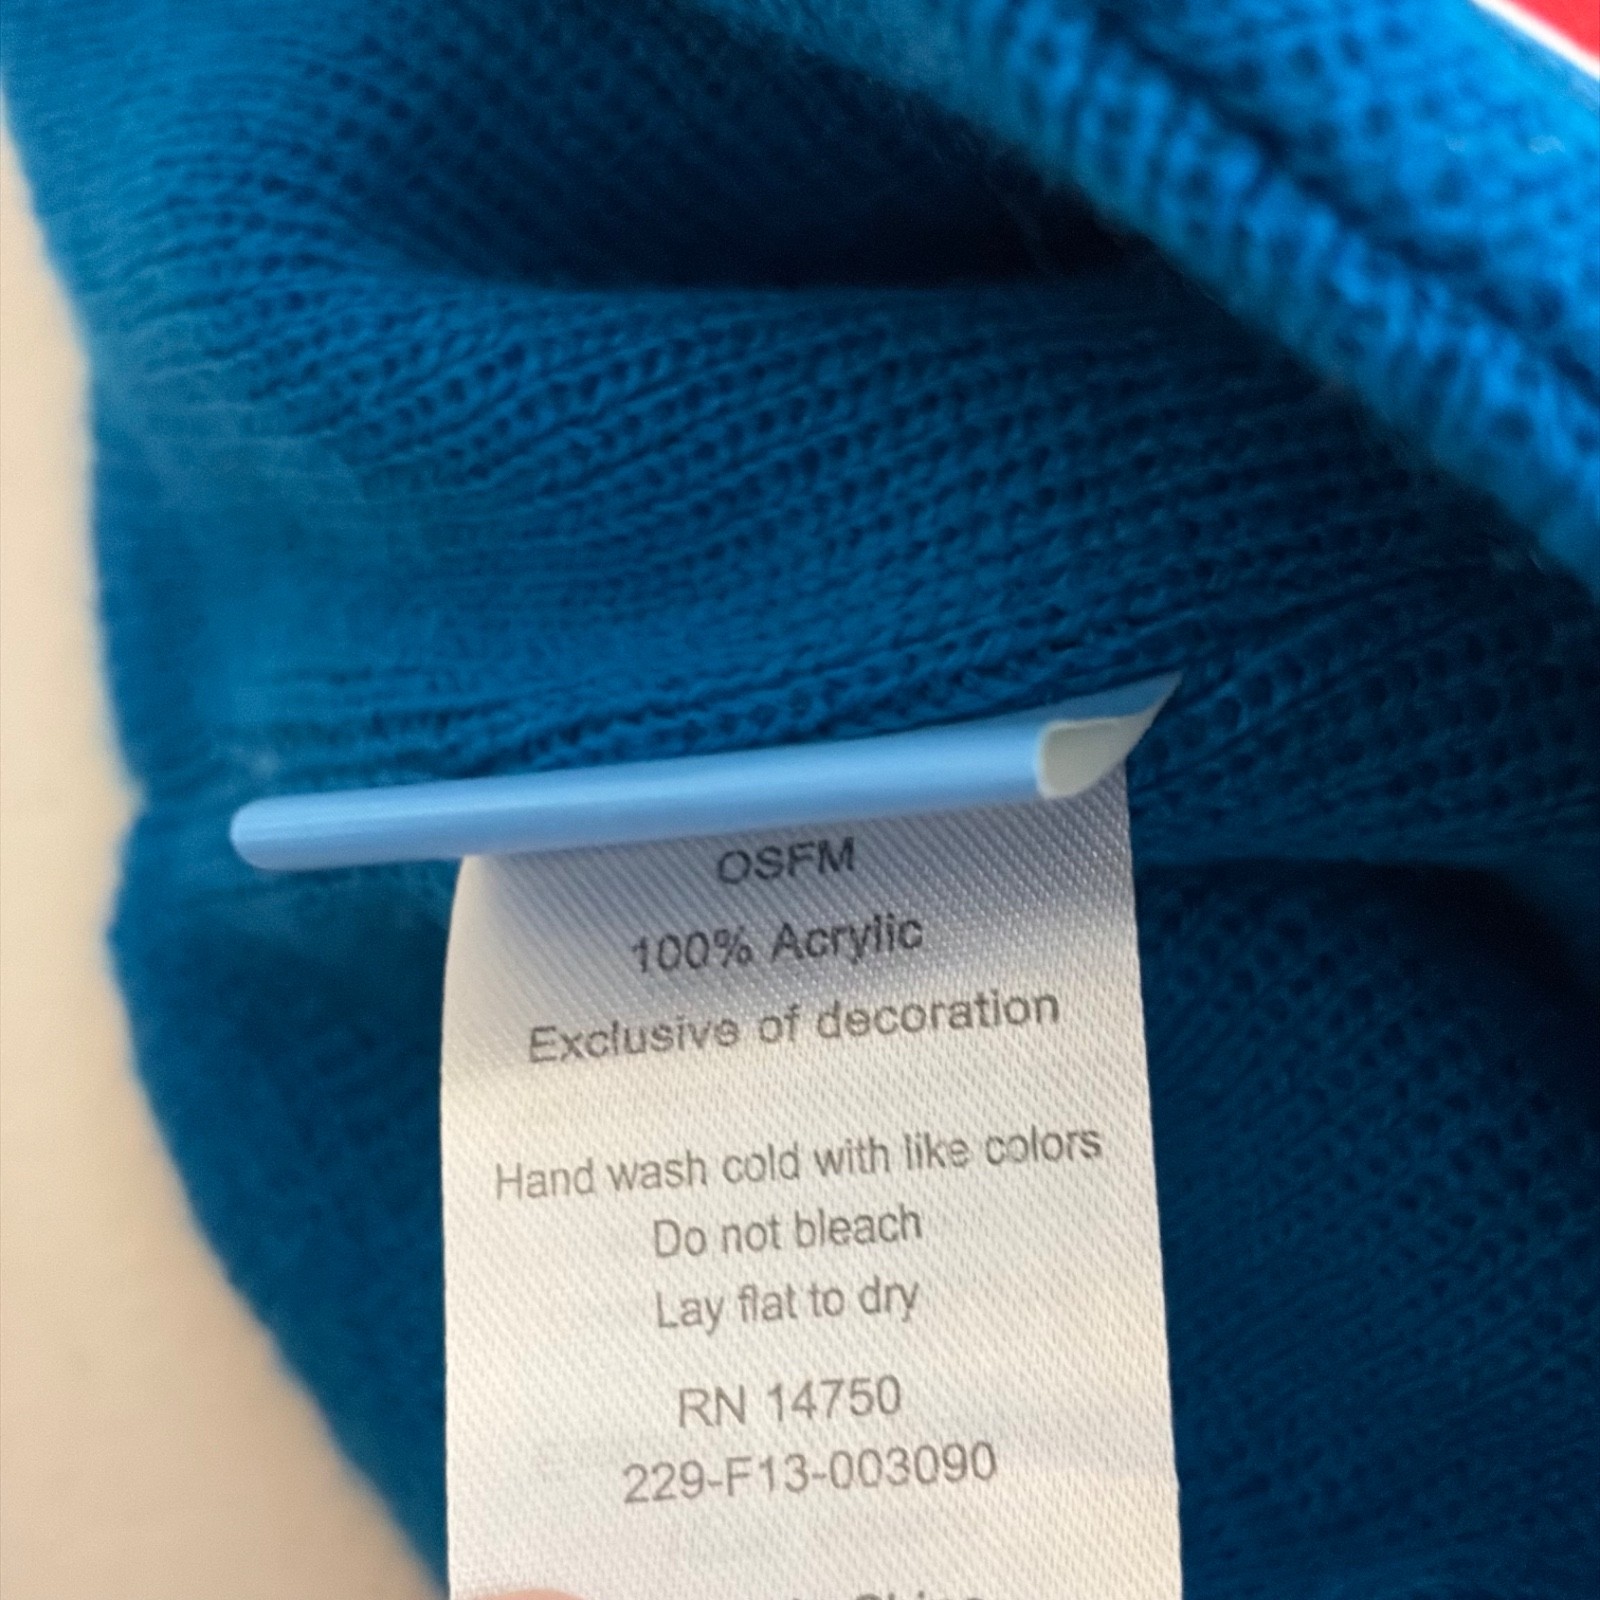 OSFM
100% Acrylic
Exclusive of decoration
Hand wash cold with like colors
Do not bleach
Lay flat to dry
RN 14750
229-F13-003090